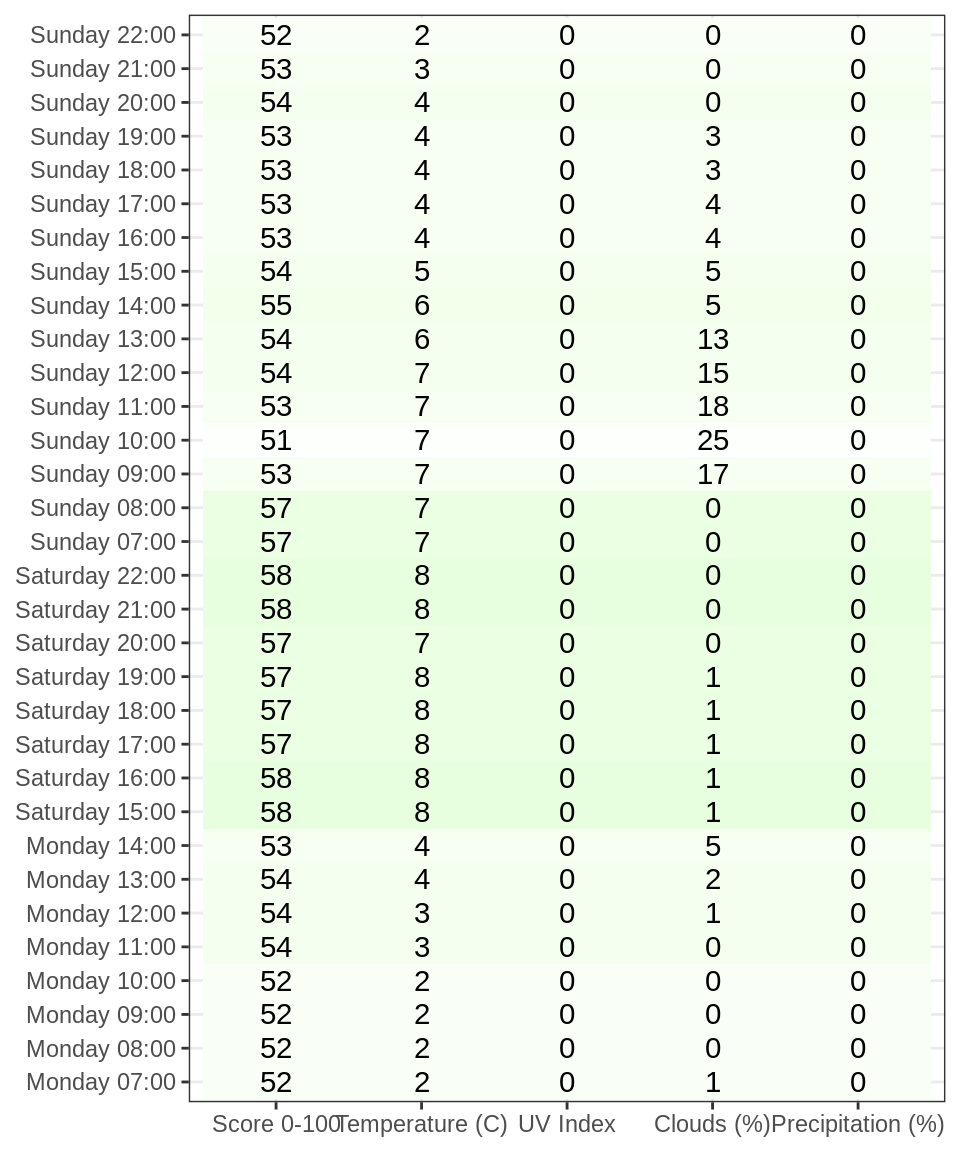 Sunday 22:00 52 2 0 0 0
Sunday 21:00 53 3 0 0 0
Sunday 20:00 54 4 0 0 0
Sunday 19:00 53 4 0 3 0
Sunday 18:00 53 4 0 3 0
Sunday 17:00 53 4 0 4 0
Sunday 16:00 53 4 0 4 0
Sunday 15:00 54 5 0 5 0
Sunday 14:00 55 6 0 5 0
Sunday 13:00 54 6 0 13 0
Sunday 12:00 54 7 0 15 0
Sunday 11:00 53 7 0 18 0
Sunday 10:00 51 7 0 25 0
Sunday 09:00 53 7 0 17 0
Sunday 08:00 57 7 0 0 0
Sunday 07:00 57 7 0 0 0
Saturday 22:00 58 8 0 0 0
Saturday 21:00 58 8 0 0 0
Saturday 20:00 57 7 0 0 0
Saturday 19:00 57 8 0 1 0
Saturday 18:00 57 8 0 1 0
Saturday 17:00 57 8 0 1 0
Saturday 16:00 58 8 0 1 0
Saturday 15:00 58 8 0 1 0
Monday 14:00 53 4 0 5 0
Monday 13:00 54 4 0 2 0
Monday 12:00 54 3 0 1 0
Monday 11:00 54 3 0 0 0
Monday 10:00 52 2 0 0 0
Monday 09:00 52 2 0 0 0
Monday 08:00 52 2 0 0 0
Monday 07:00 52 2 0 1 0
Score 0-100 Temperature (C) UV Index Clouds (%) Precipitation (%)